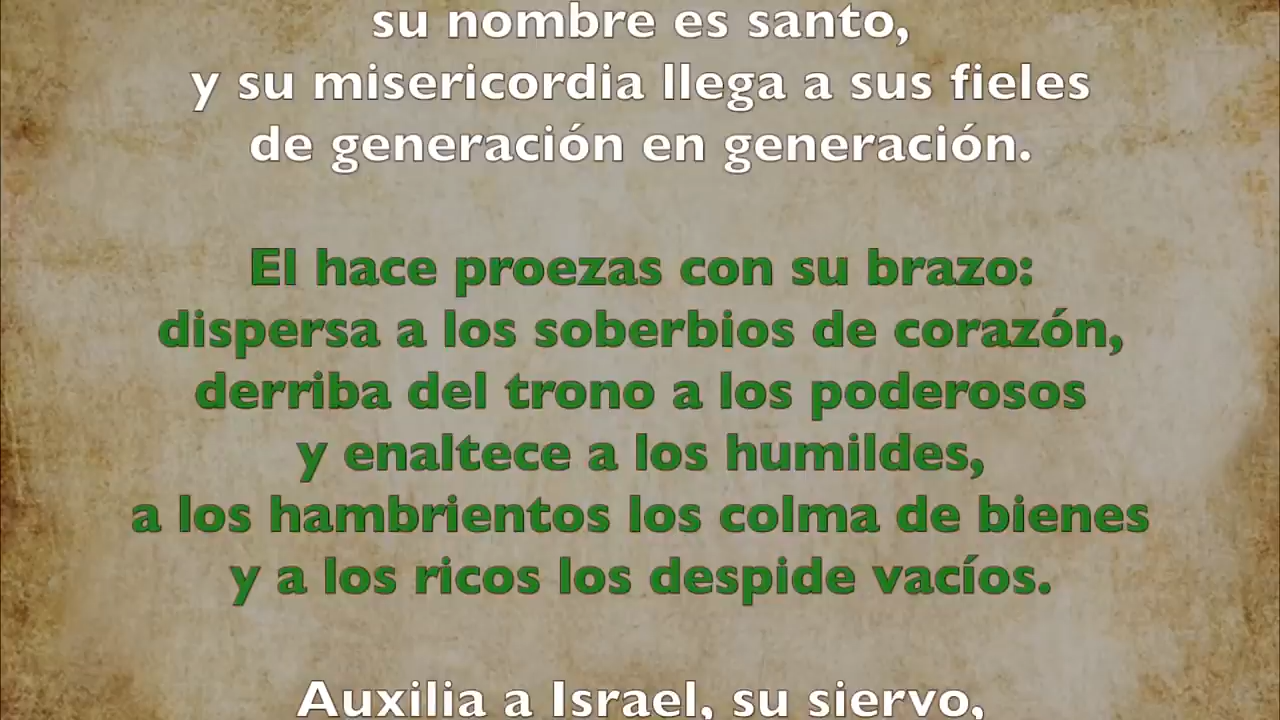 su nombre es santo,
y su misericordia llega a sus fieles
de generación en generación.
El hace proezas con su brazo:
dispersa a los soberbios de corazón,
derriba del trono a los poderosos
y enaltece a los humildes,
a los hambrientos los colma de bienes
y a los ricos los despide vacíos.
Auxilia a Israel, su siervo,